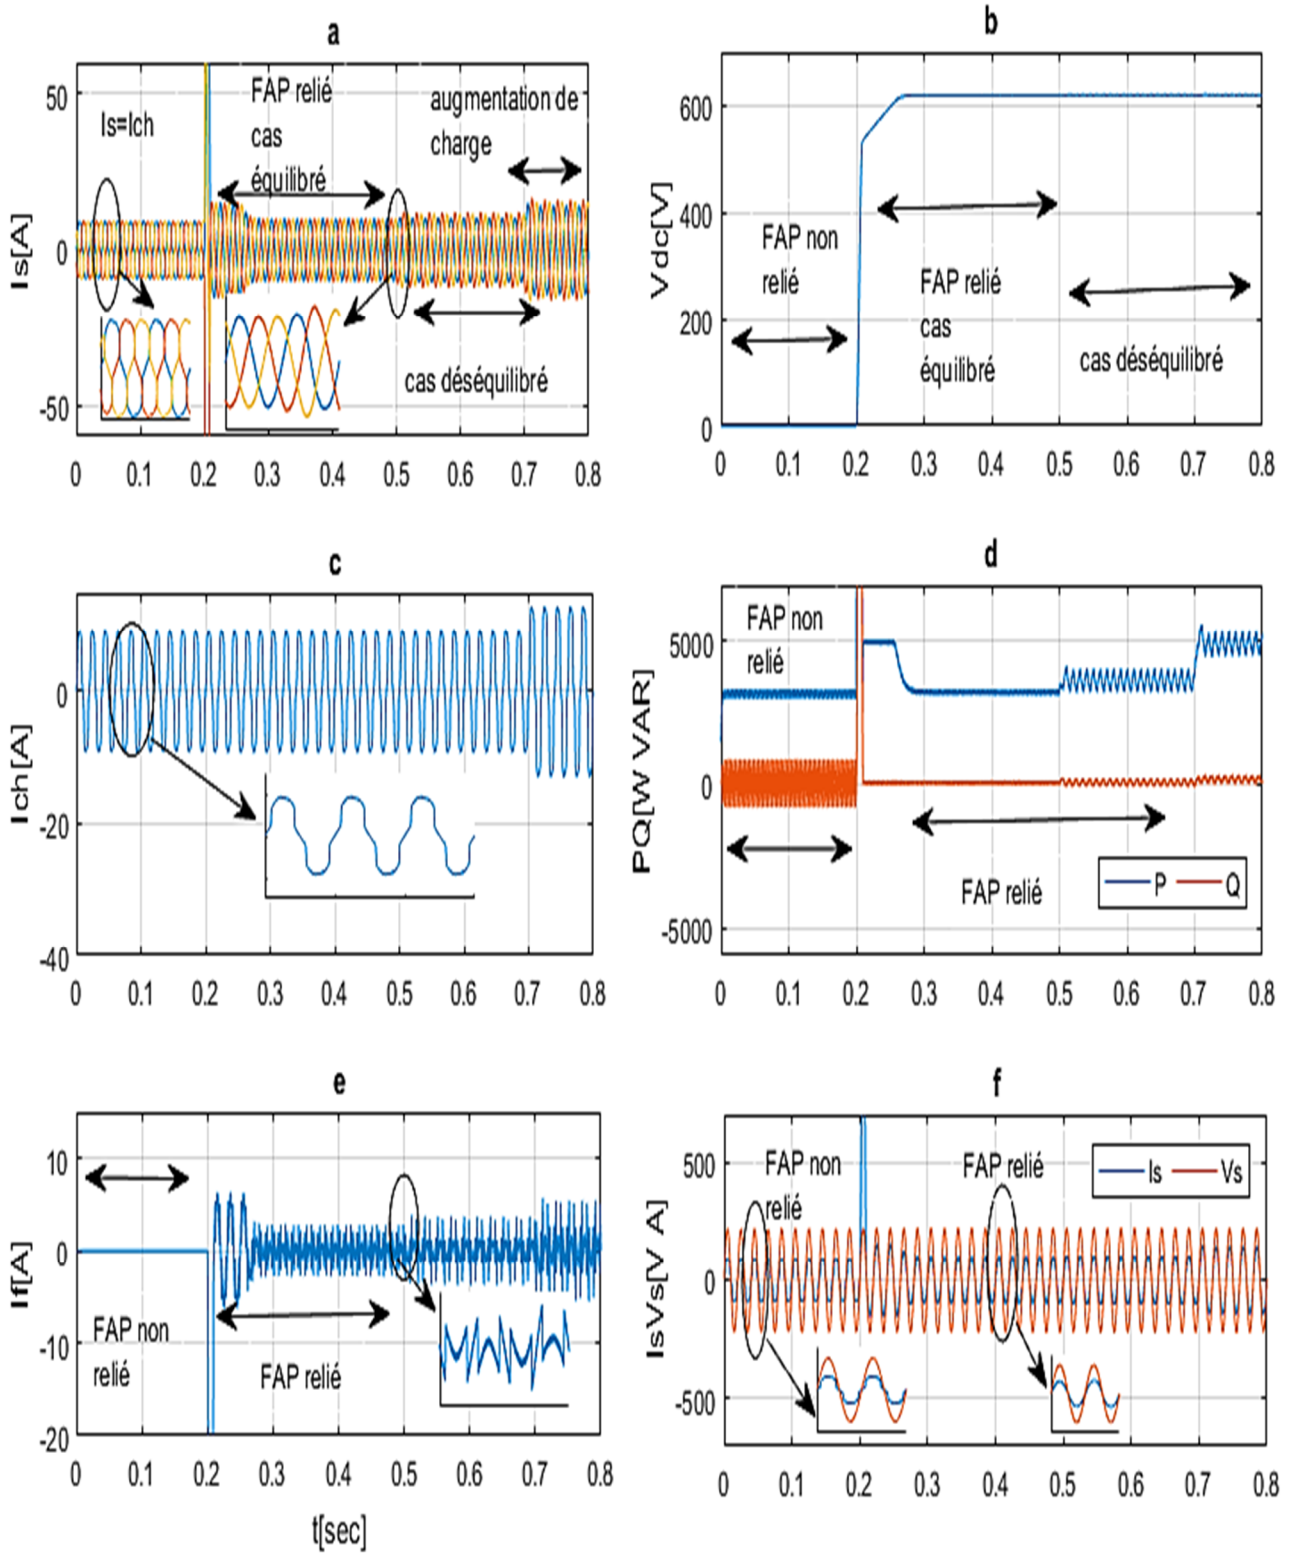 a
50
0
-50
Is[A]
Is=Ich
FAP relié
cas
équilibré
augmentation de
charge
cas déséquilibré
0 0.1 0.2 0.3 0.4 0.5 0.6 0.7 0.8
b
600
400
200
0
Vdc[V]
FAP non
relié
FAP relié
cas
équilibré
cas déséquilibré
0 0.1 0.2 0.3 0.4 0.5 0.6 0.7 0.8
c
0
-20
-40
Ich[A]
0 0.1 0.2 0.3 0.4 0.5 0.6 0.7 0.8
d
5000
0
-5000
PQ[W VAR]
FAP non
relié
FAP relié
P Q
0 0.1 0.2 0.3 0.4 0.5 0.6 0.7 0.8
e
10
0
-10
-20
If[A]
FAP non
relié
FAP relié
0 0.1 0.2 0.3 0.4 0.5 0.6 0.7 0.8
t[sec]
f
500
0
-500
IsVs[V A]
FAP non
relié
FAP relié
Is Vs
0 0.1 0.2 0.3 0.4 0.5 0.6 0.7 0.8